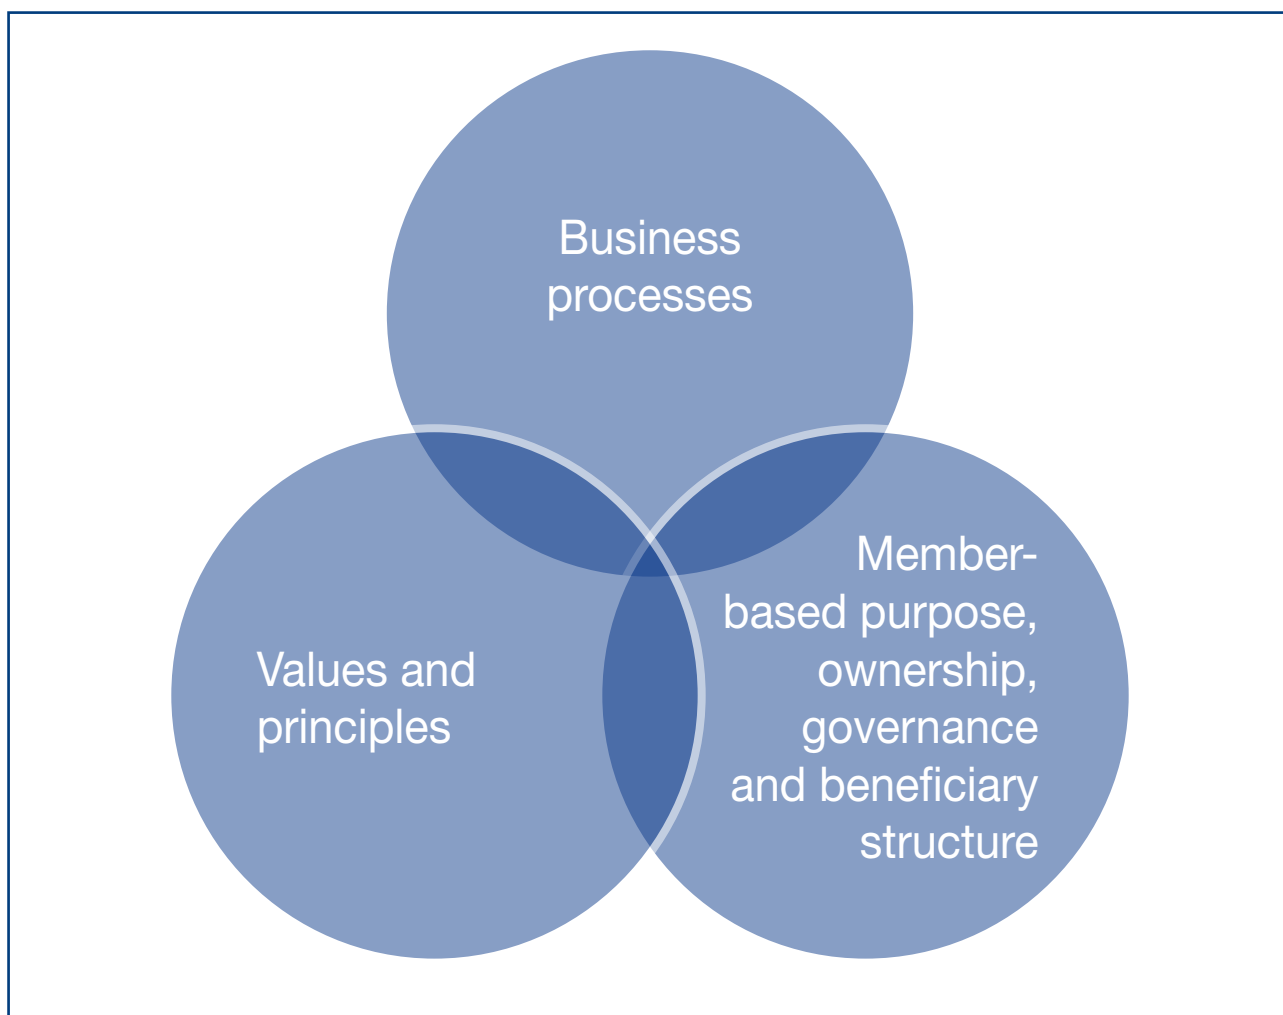 Business
processes
Values and
principles
Member-
based purpose,
ownership,
governance
and beneficiary
structure